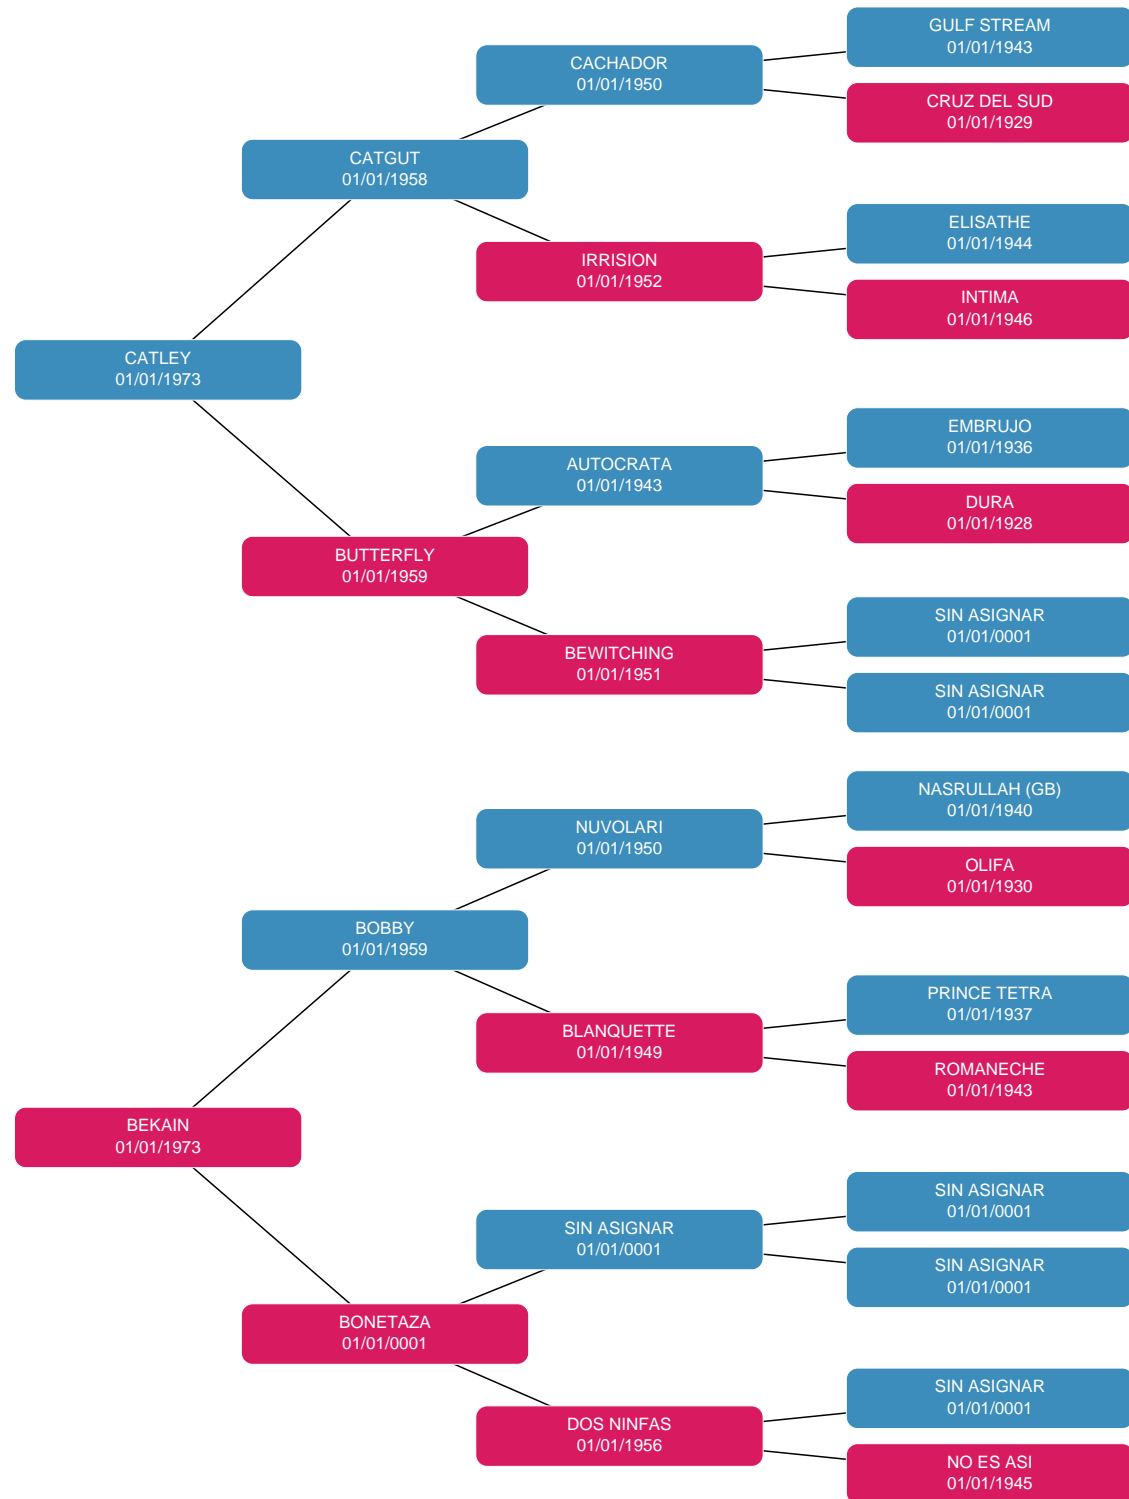 GULF STREAM
01/01/1943
CACHADOR
01/01/1950
CRUZ DEL SUD
01/01/1929
CATGUT
01/01/1958
ELISATHE
01/01/1944
IRRISION
01/01/1952
INTIMA
01/01/1946
CATLEY
01/01/1973
EMBRUJO
01/01/1936
AUTOCRATA
01/01/1943
DURA
01/01/1928
BUTTERFLY
01/01/1959
SIN ASIGNAR
01/01/0001
BEWITCHING
01/01/1951
SIN ASIGNAR
01/01/0001
NASRULLAH (GB)
01/01/1940
NUVOLARI
01/01/1950
OLIFA
01/01/1930
BOBBY
01/01/1959
PRINCE TETRA
01/01/1937
BLANQUETTE
01/01/1949
ROMANECHE
01/01/1943
BEKAIN
01/01/1973
SIN ASIGNAR
01/01/0001
SIN ASIGNAR
01/01/0001
SIN ASIGNAR
01/01/0001
BONETAZA
01/01/0001
SIN ASIGNAR
01/01/0001
DOS NINFAS
01/01/1956
NO ES ASI
01/01/1945